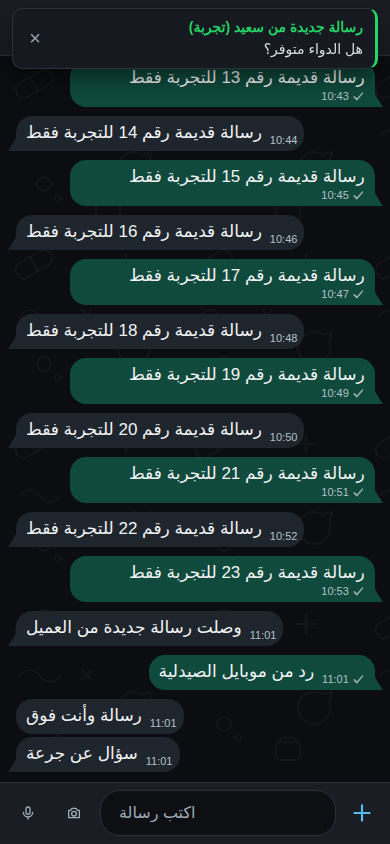 رسالة جديدة من سعيد (تجربة)
هل الدواء متوفر؟
رسالة قديمة رقم 13 للتجربة فقط
10:43
رسالة قديمة رقم 14 للتجربة فقط
10:44
رسالة قديمة رقم 15 للتجربة فقط
10:45
رسالة قديمة رقم 16 للتجربة فقط
10:46
رسالة قديمة رقم 17 للتجربة فقط
10:47
رسالة قديمة رقم 18 للتجربة فقط
10:48
رسالة قديمة رقم 19 للتجربة فقط
10:49
رسالة قديمة رقم 20 للتجربة فقط
10:50
رسالة قديمة رقم 21 للتجربة فقط
10:51
رسالة قديمة رقم 22 للتجربة فقط
10:52
رسالة قديمة رقم 23 للتجربة فقط
10:53
وصلت رسالة جديدة من العميل
11:01
رد من موبايل الصيدلية
11:01
رسالة وأنت فوق
11:01
سؤال عن جرعة
11:01
اكتب رسالة